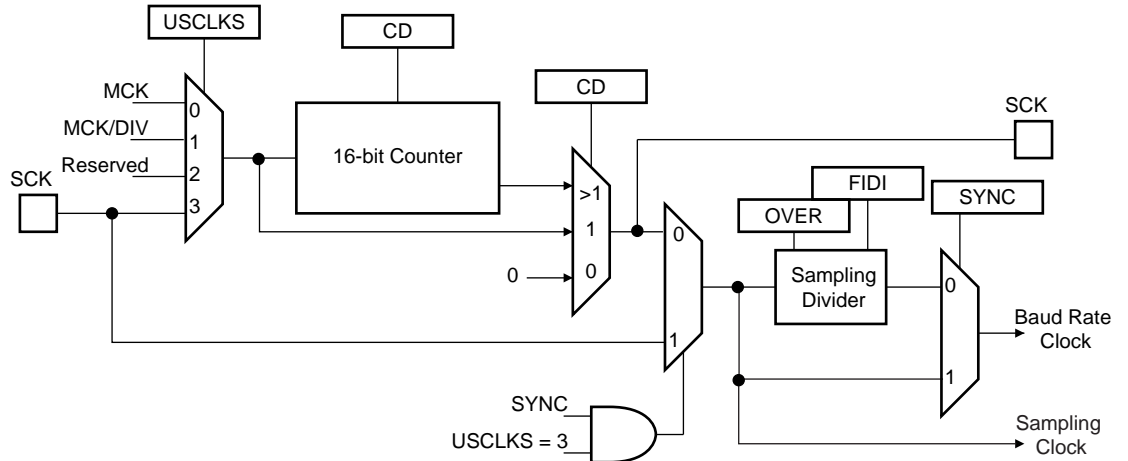 USCLKS
CD
CD
SCK
MCK
0
MCK/DIV
1
16-bit Counter
Reserved
2
SCK
3
>1
FIDI
OVER
SYNC
1
0
0
0
Sampling
Divider
0
Baud Rate
Clock
1
1
SYNC
USCLKS = 3
Sampling
Clock